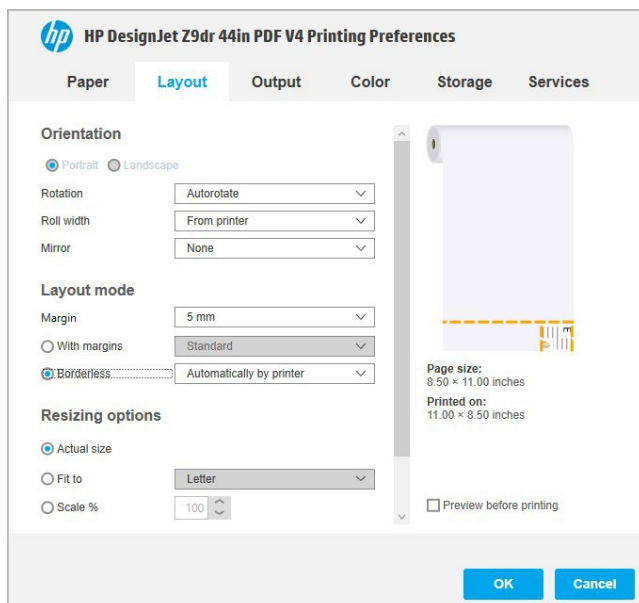 hp HP DesignJet Z9dr 44in PDF V4 Printing Preferences
Paper Layout Output Color Storage Services
Orientation
Portrait Landscape
Rotation Autorotate
Roll width From printer
Mirror None
Layout mode
Margin 5 mm
With margins Standard
Borderless Automatically by printer
Page size:
8.50 × 11.00 inches
Printed on:
11.00 × 8.50 inches
Resizing options
Actual size
Fit to Letter
Scale % 100
Preview before printing
OK Cancel